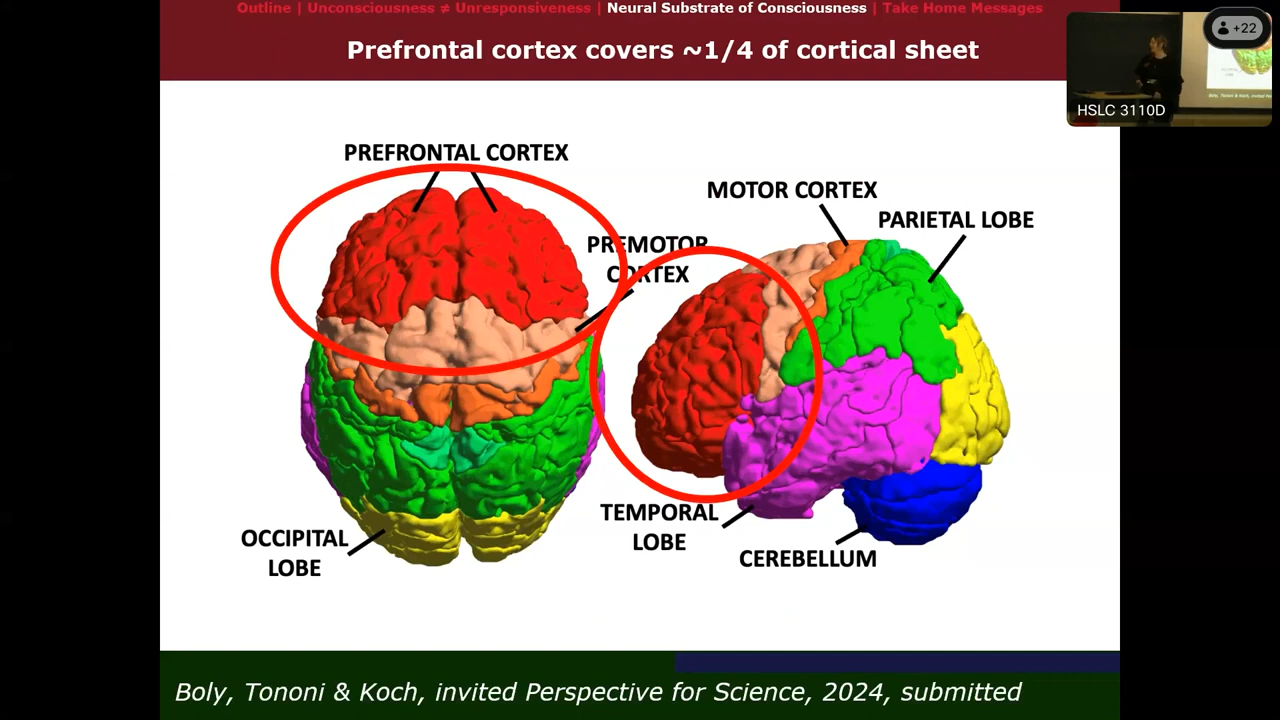 Outline | Unconsciousness ≠ Unresponsiveness | Neural Substrate of Consciousness | Take Home Messages
Prefrontal cortex covers ~1/4 of cortical sheet
+22
HSLC 3110D
PREFRONTAL CORTEX
MOTOR CORTEX
PARIETAL LOBE
PREMOTOR
CORTEX
TEMPORAL
LOBE
OCCIPITAL
LOBE
CEREBELLUM
Boly, Tononi & Koch, invited Perspective for Science, 2024, submitted